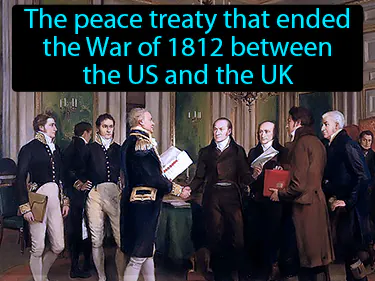 The peace treaty that ended
the War of 1812 between
the US and the UK